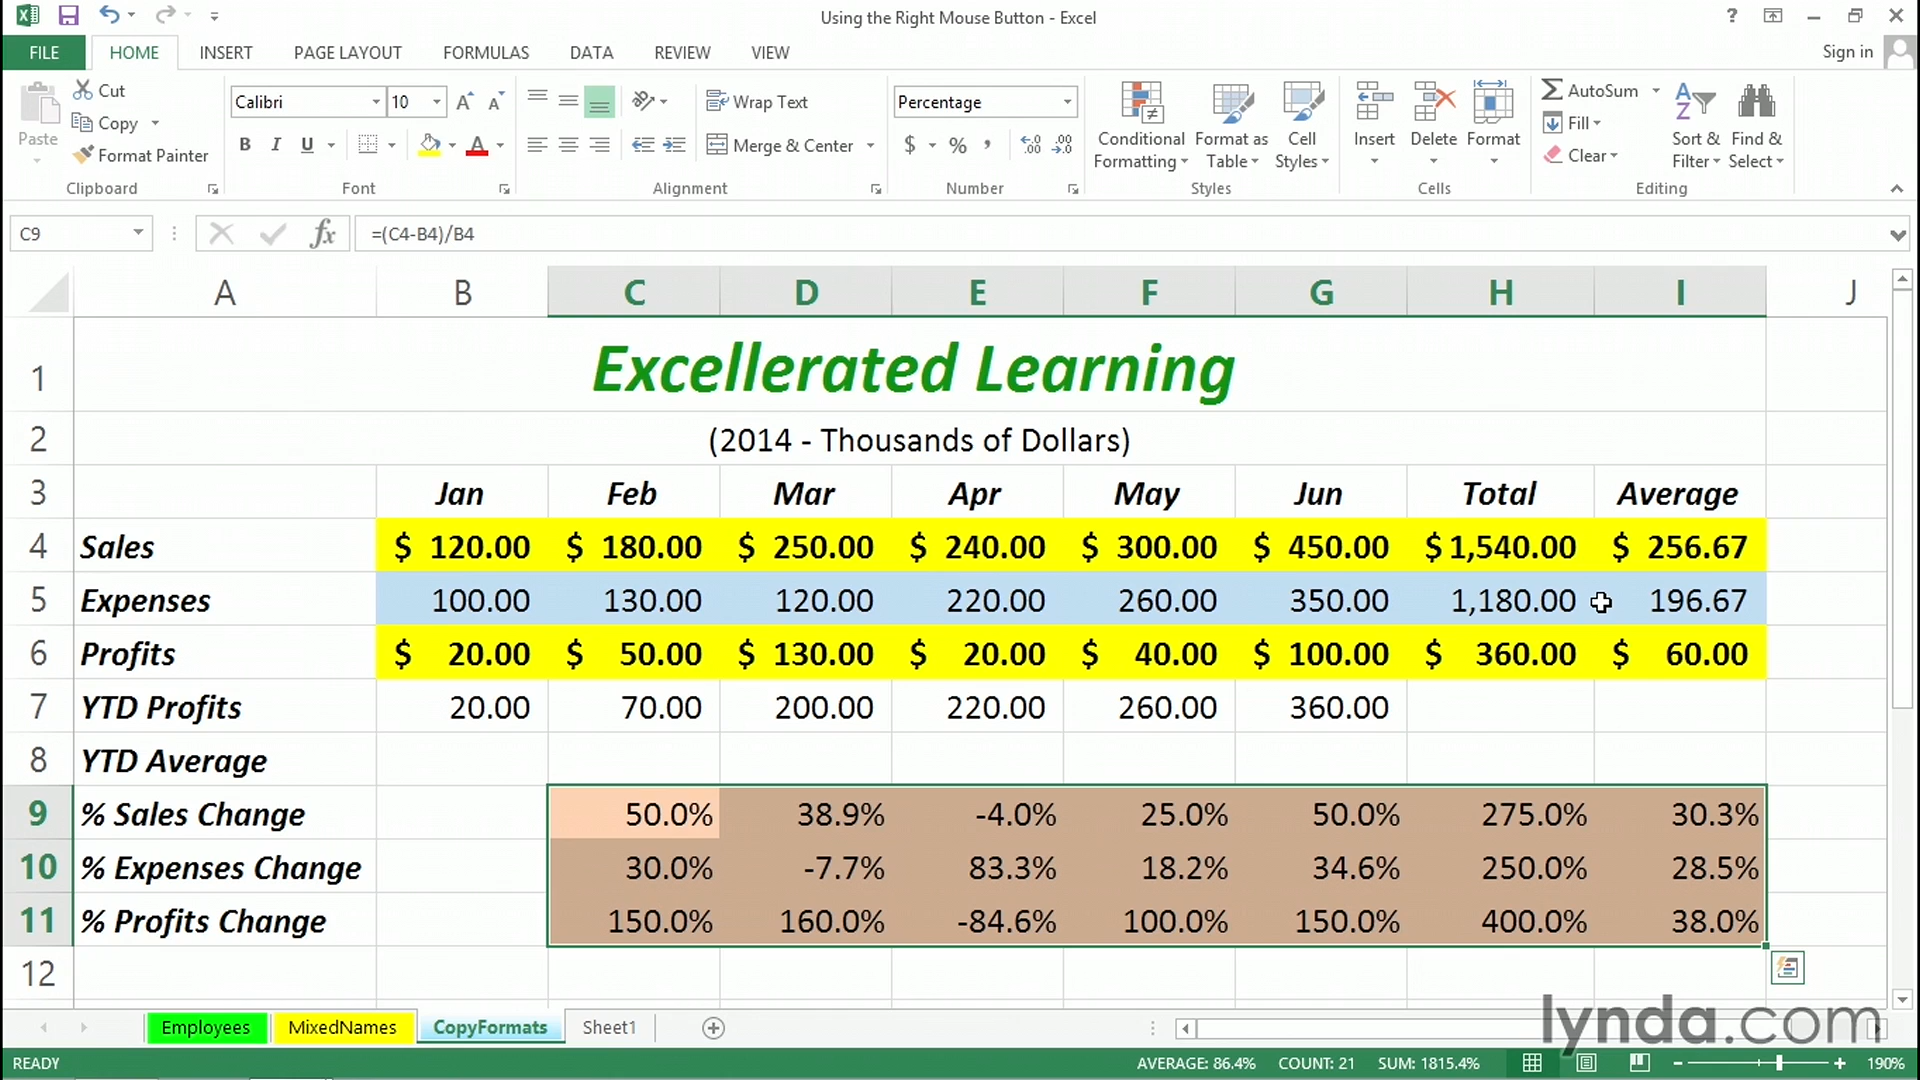 Using the Right Mouse Button - Excel
?
FILE HOME INSERT PAGE LAYOUT FORMULAS DATA REVIEW VIEW Sign in
Paste
Cut
Copy
Format Painter
Clipboard
Calibri 10
B I U
Font
Wrap Text
Merge & Center
Alignment
Percentage
$ % ,
Number
Conditional Formatting
Format as Table
Cell Styles
Styles
Insert Delete Format
Cells
AutoSum
Fill
Clear
Sort & Filter
Find & Select
Editing
C9 fx =(C4-B4)/B4
A B C D E F G H I J
1 Excellerated Learning
2 (2014 - Thousands of Dollars)
3 Jan Feb Mar Apr May Jun Total Average
4 Sales $ 120.00 $ 180.00 $ 250.00 $ 240.00 $ 300.00 $ 450.00 $ 1,540.00 $ 256.67
5 Expenses 100.00 130.00 120.00 220.00 260.00 350.00 1,180.00 196.67
6 Profits $ 20.00 $ 50.00 $ 130.00 $ 20.00 $ 40.00 $ 100.00 $ 360.00 $ 60.00
7 YTD Profits 20.00 70.00 200.00 220.00 260.00 360.00
8 YTD Average
9 % Sales Change 50.0% 38.9% -4.0% 25.0% 50.0% 275.0% 30.3%
10 % Expenses Change 30.0% -7.7% 83.3% 18.2% 34.6% 250.0% 28.5%
11 % Profits Change 150.0% 160.0% -84.6% 100.0% 150.0% 400.0% 38.0%
12
Employees MixedNames CopyFormats Sheet1
lynda.com
READY AVERAGE: 86.4% COUNT: 21 SUM: 1815.4% 190%